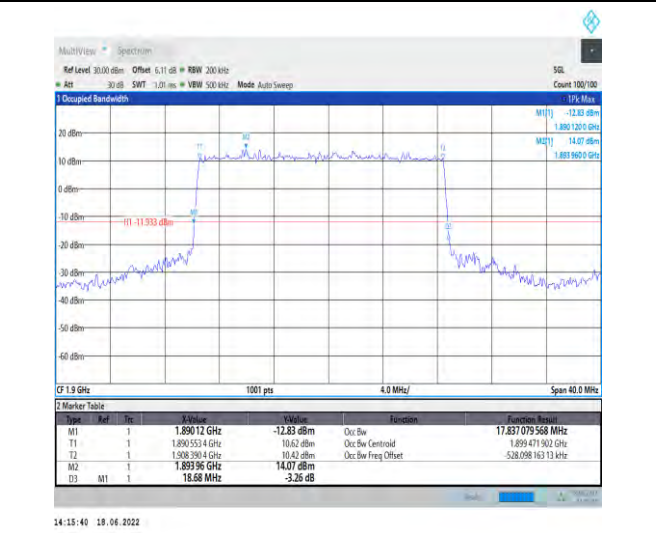 MultiView Spectrum
Ref Level 30.00 dBm Offset 6.11 dB RBW 200 kHz SGL
Att 30 dB SWT 1.01 ms VBW 500 kHz Mode Auto Sweep Count 100/100
1 Occupied Bandwidth 1Pk Max
M1[1] -12.83 dBm
1.890 120 0 GHz
M2[1] 14.07 dBm
1.893 960 0 GHz
20 dBm
M2
T1 T2
10 dBm
0 dBm
-10 dBm
H1 -11.933 dBm
D3
-20 dBm
-30 dBm
-40 dBm
-50 dBm
-60 dBm
CF 1.9 GHz 1001 pts 4.0 MHz/ Span 40.0 MHz
2 Marker Table
Type Ref Trc X-Value Y-Value Function Function Result
M1 1 1.890 12 GHz -12.83 dBm Occ Bw 17.837 079 568 MHz
T1 1 1.890 553 4 GHz 10.62 dBm Occ Bw Centroid 1.899 471 902 GHz
T2 1 1.908 390 4 GHz 10.42 dBm Occ Bw Freq Offset -528.098 163 13 kHz
M2 1 1.893 96 GHz 14.07 dBm
D3 M1 1 18.68 MHz -3.26 dB
14:15:40 18.06.2022